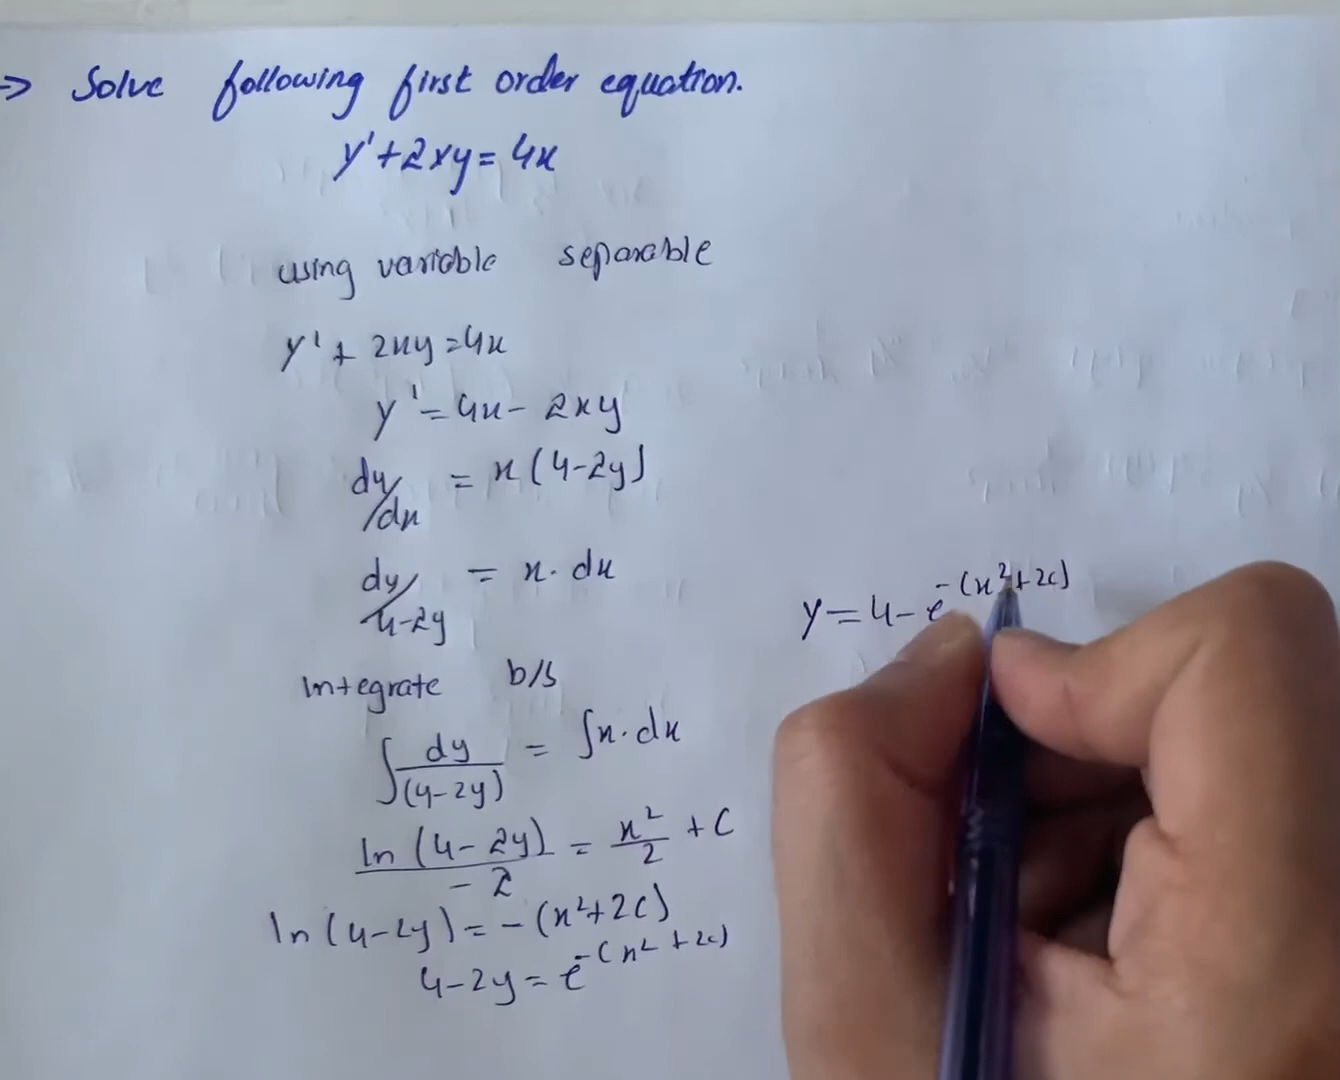 => Solve following first order equation.
y'+2xy=4x
using variable separable
y'+2xy=4x
y'=4x-2xy
dy/dx = x(4-2y)
dy/4-2y = x.dx
Integrate b/s
∫dy/(4-2y) = ∫x.dx
ln(4-2y)/-2 = x²/2 + C
ln(4-2y)=-(x²+2C)
4-2y=e^-(x²+2c)
y=4-e^-(x²+2c)